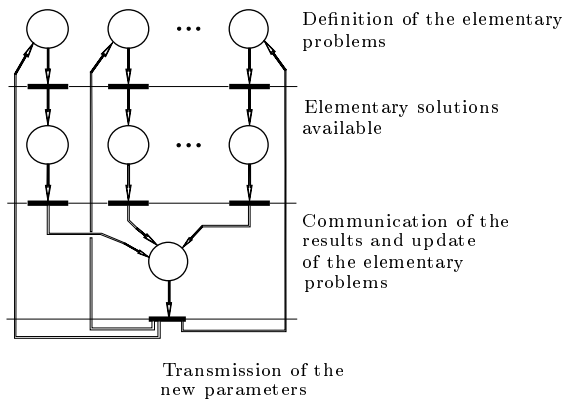 Definition of the elementary
problems
Elementary solutions
available
Communication of the
results and update
of the elementary
problems
Transmission of the
new parameters